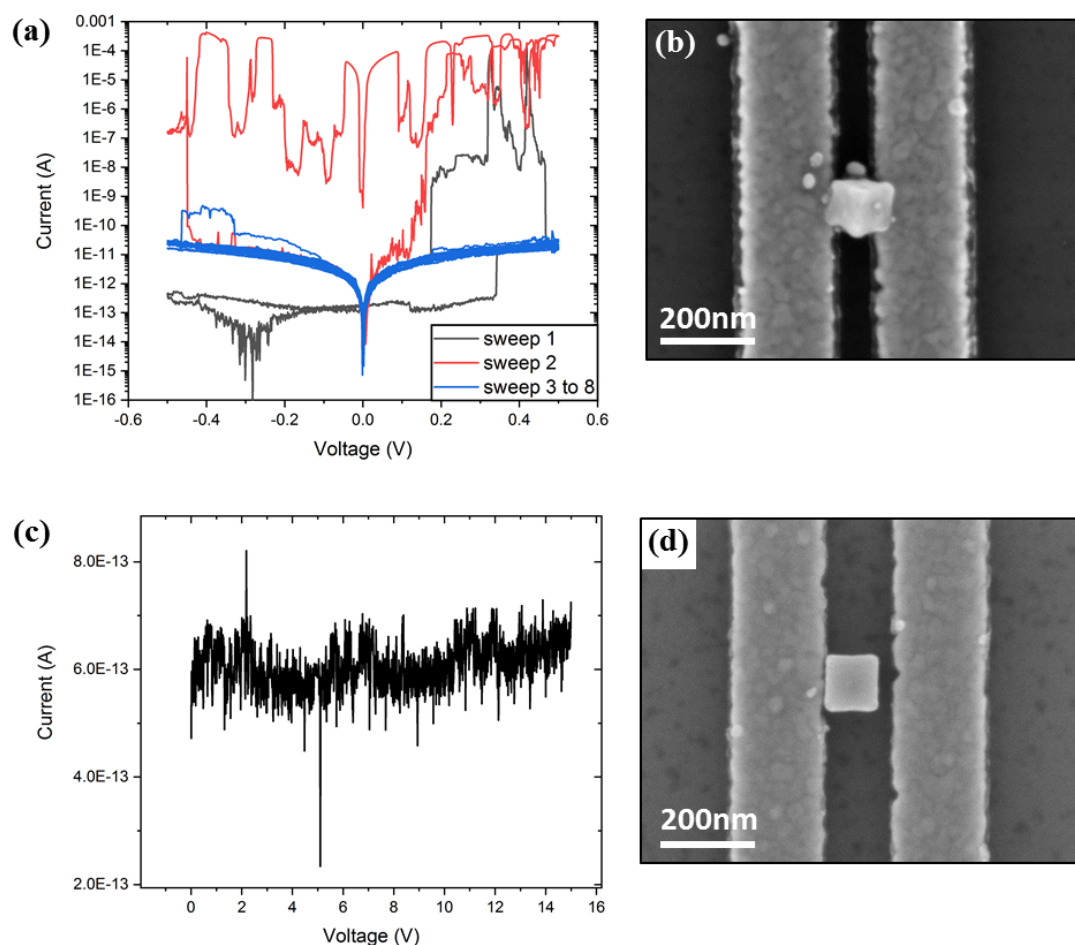 (a)
0.001
1E-4
1E-5
1E-6
1E-7
1E-8
1E-9
1E-10
1E-11
1E-12
1E-13
1E-14
1E-15
1E-16
Current (A)
sweep 1
sweep 2
sweep 3 to 8
-0.6 -0.4 -0.2 0.0 0.2 0.4 0.6
Voltage (V)
(b)
200nm
(c)
8.0E-13
6.0E-13
4.0E-13
2.0E-13
Current (A)
0 2 4 6 8 10 12 14 16
Voltage (V)
(d)
200nm